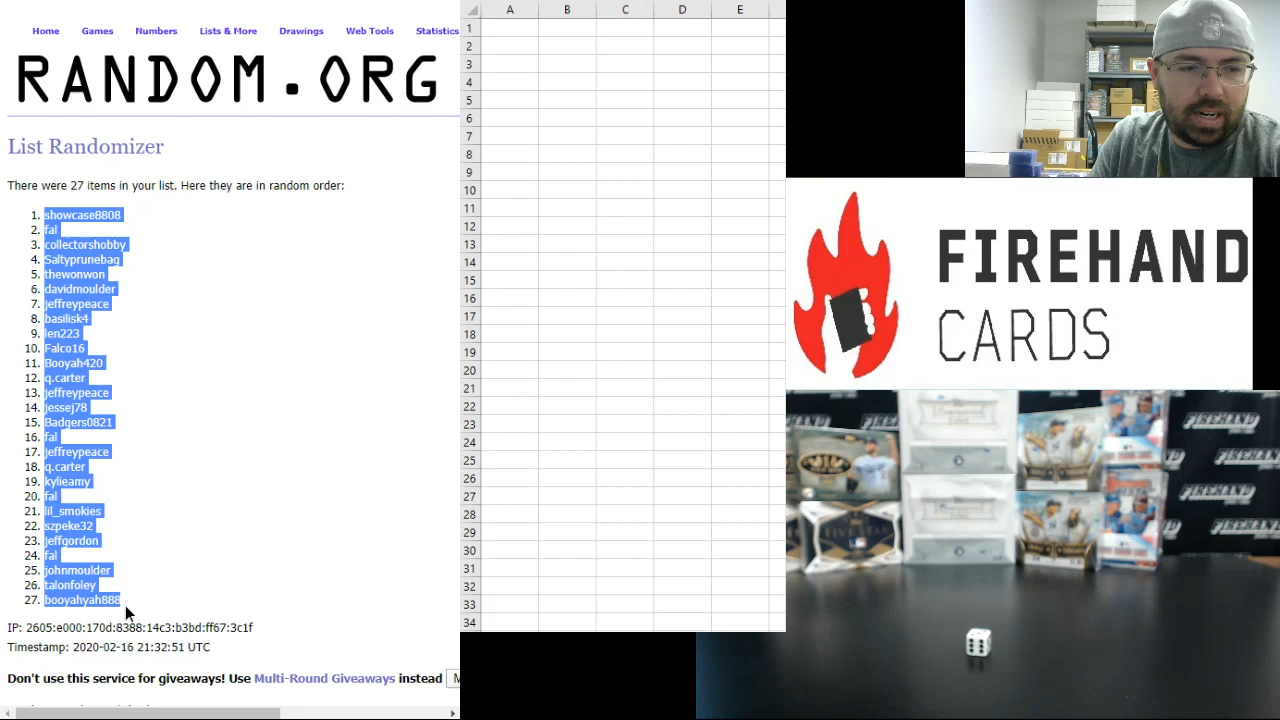 Home Games Numbers Lists & More Drawings Web Tools Statistics
RANDOM.ORG
List Randomizer
There were 27 items in your list. Here they are in random order:
1. showcase8808
2. fal
3. collectorshobby
4. Saltyprunebag
5. thewonwon
6. davidmoulder
7. jeffreypeace
8. basilisk4
9. len223
10. Falco16
11. Booyah420
12. q.carter
13. jeffreypeace
14. jessej78
15. Badgers0821
16. fal
17. jeffreypeace
18. q.carter
19. kylieamy
20. fal
21. lil_smokies
22. szpeke32
23. jeffgordon
24. fal
25. johnmoulder
26. talonfoley
27. booyahyah888
IP: 2605:e000:170d:8388:14c3:b3bd:ff67:3c1f
Timestamp: 2020-02-16 21:32:51 UTC
Don't use this service for giveaways! Use Multi-Round Giveaways instead
A B C D E
1
2
3
4
5
6
7
8
9
10
11
12
13
14
15
16
17
18
19
20
21
22
23
24
25
26
27
28
29
30
31
32
33
34
FIREHAND
CARDS
FIREHAND
FIREHAND
FIREHAND
FIREHAND
FIVE STAR